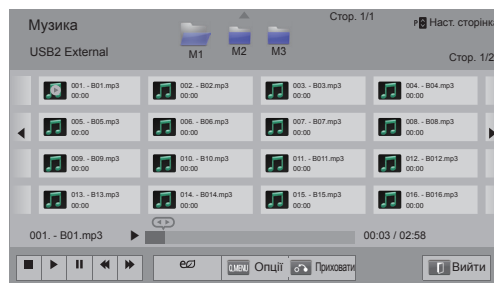 Музика
Стор. 1/1
P Наст. сторінка
USB2 External
M1
M2
M3
Стор. 1/2
001. - B01.mp3
00:00
002. - B02.mp3
00:00
003. - B03.mp3
00:00
004. - B04.mp3
00:00
005. - B05.mp3
00:00
006. - B06.mp3
00:00
007. - B07.mp3
00:00
008. - B08.mp3
00:00
009. - B09.mp3
00:00
010. - B10.mp3
00:00
011. - B011.mp3
00:00
012. - B012.mp3
00:00
013. - B13.mp3
00:00
014. - B014.mp3
00:00
015. - B15.mp3
00:00
016. - B016.mp3
00:00
001. - B01.mp3
00:03 / 02:58
Q.MENU Опції
Приховати
Вийти